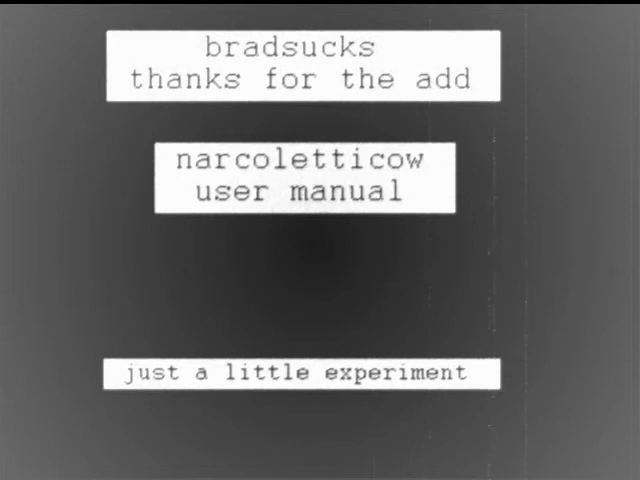 bradsucks
thanks for the add
narcoletticow
user manual
just a little experiment